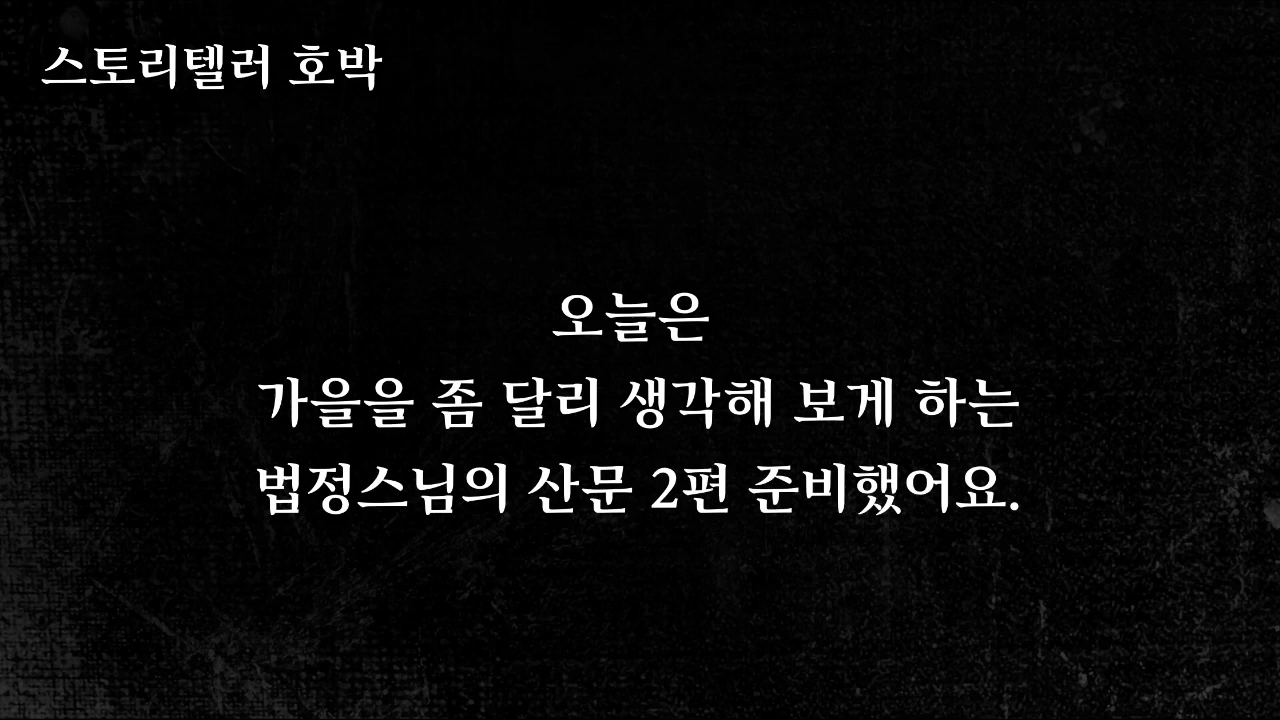 스토리텔러 호박
오늘은
가을을 좀 달리 생각해 보게 하는
법정스님의 산문 2편 준비했어요.